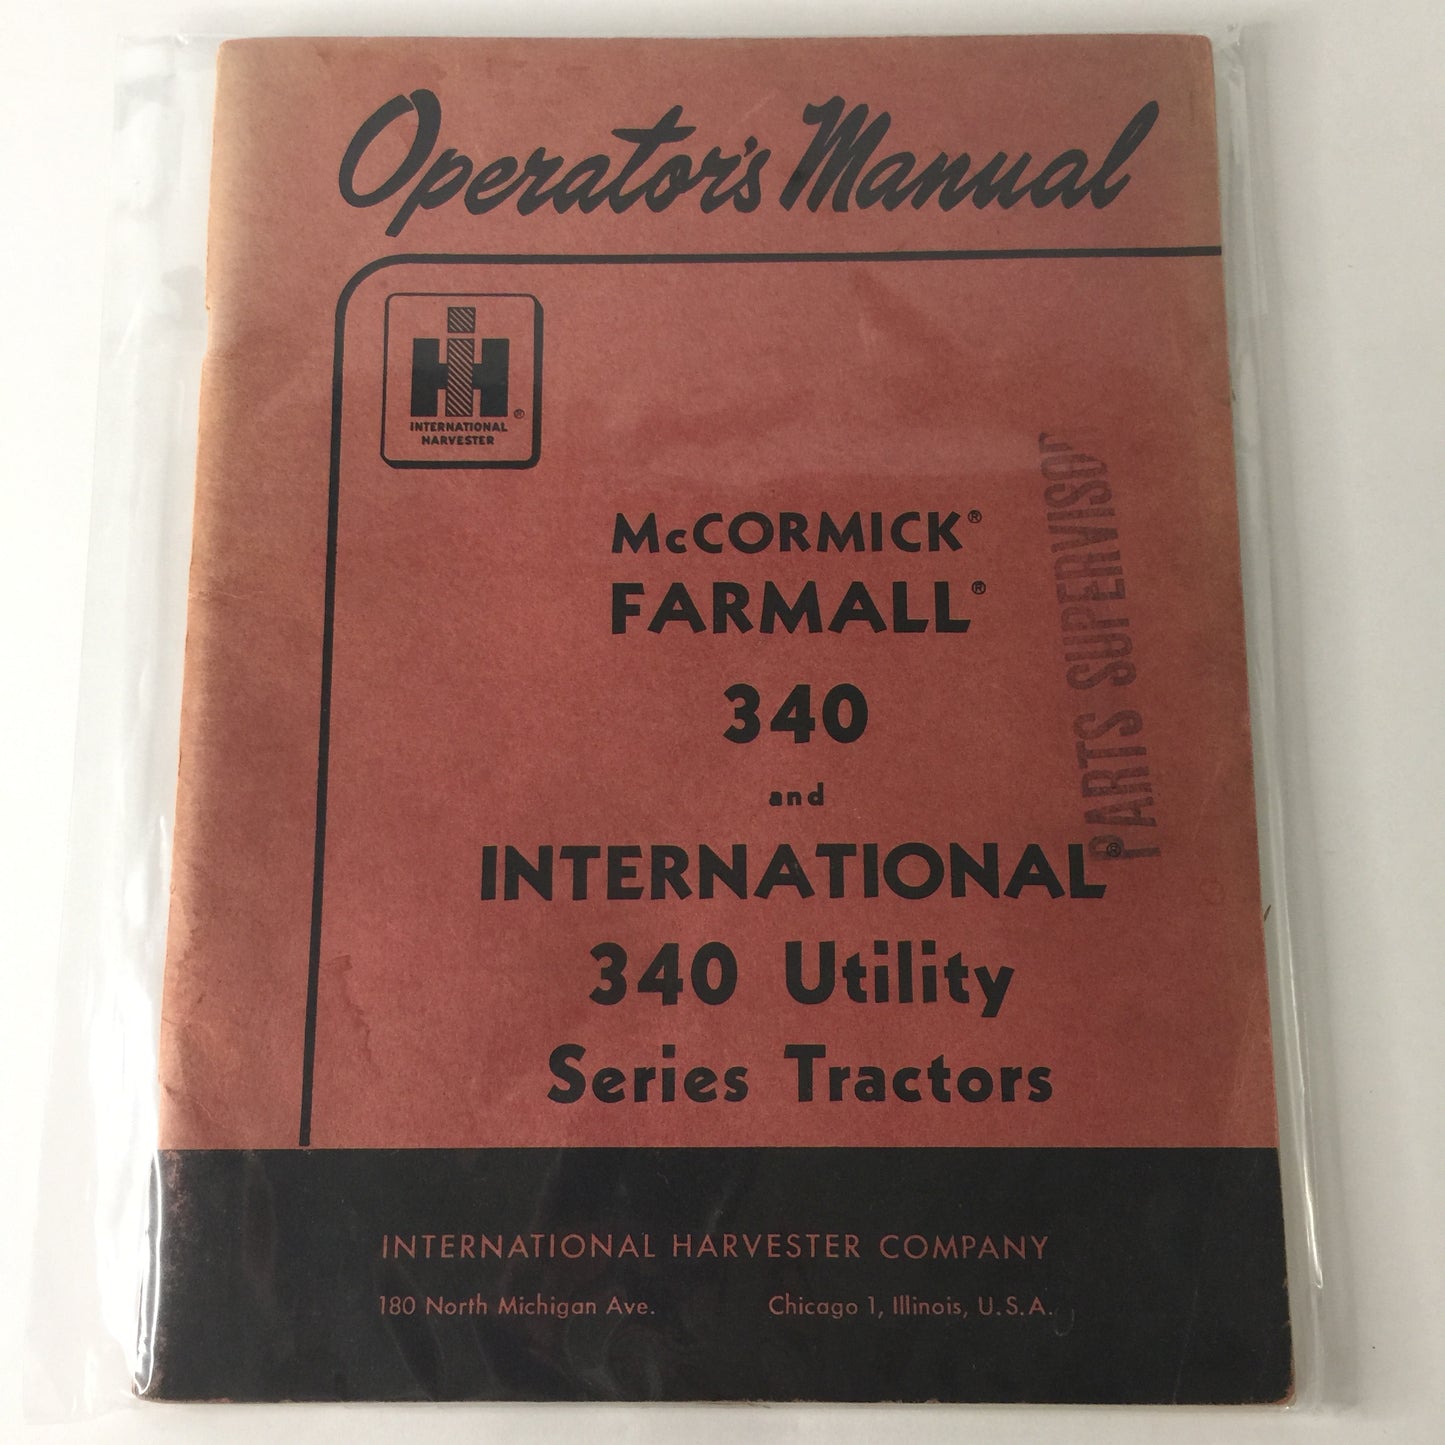 Operator's Manual
IH ®
INTERNATIONAL
HARVESTER
McCORMICK®
FARMALL®
340
and
INTERNATIONAL®
340 Utility
Series Tractors
PARTS SUPERVISOR
INTERNATIONAL HARVESTER COMPANY
180 North Michigan Ave. Chicago 1, Illinois, U.S.A.